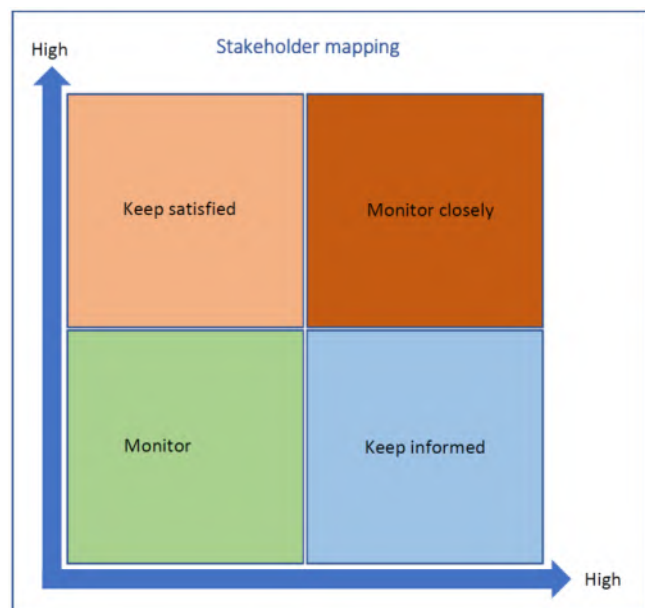 Stakeholder mapping
High
Keep satisfied
Monitor closely
Monitor
Keep informed
High